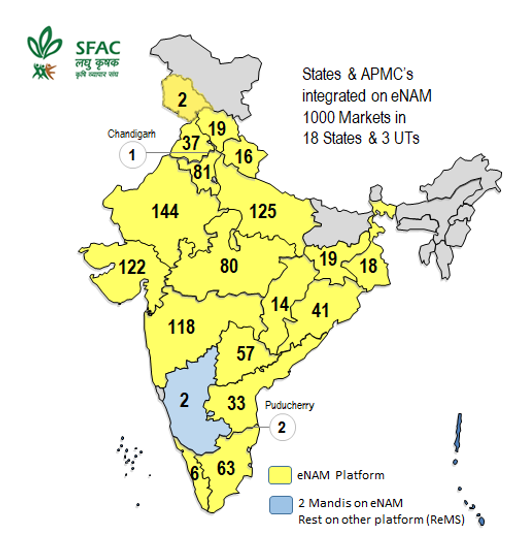 SFAC
लघु कृषक
कृषि व्यापार संघ
States & APMC's
integrated on eNAM
1000 Markets in
18 States & 3 UTs
2
Chandigarh
1
19
37
16
81
144
125
122
80
19
18
14
41
118
57
2
33
Puducherry
2
6
63
eNAM Platform
2 Mandis on eNAM
Rest on other platform (ReMS)